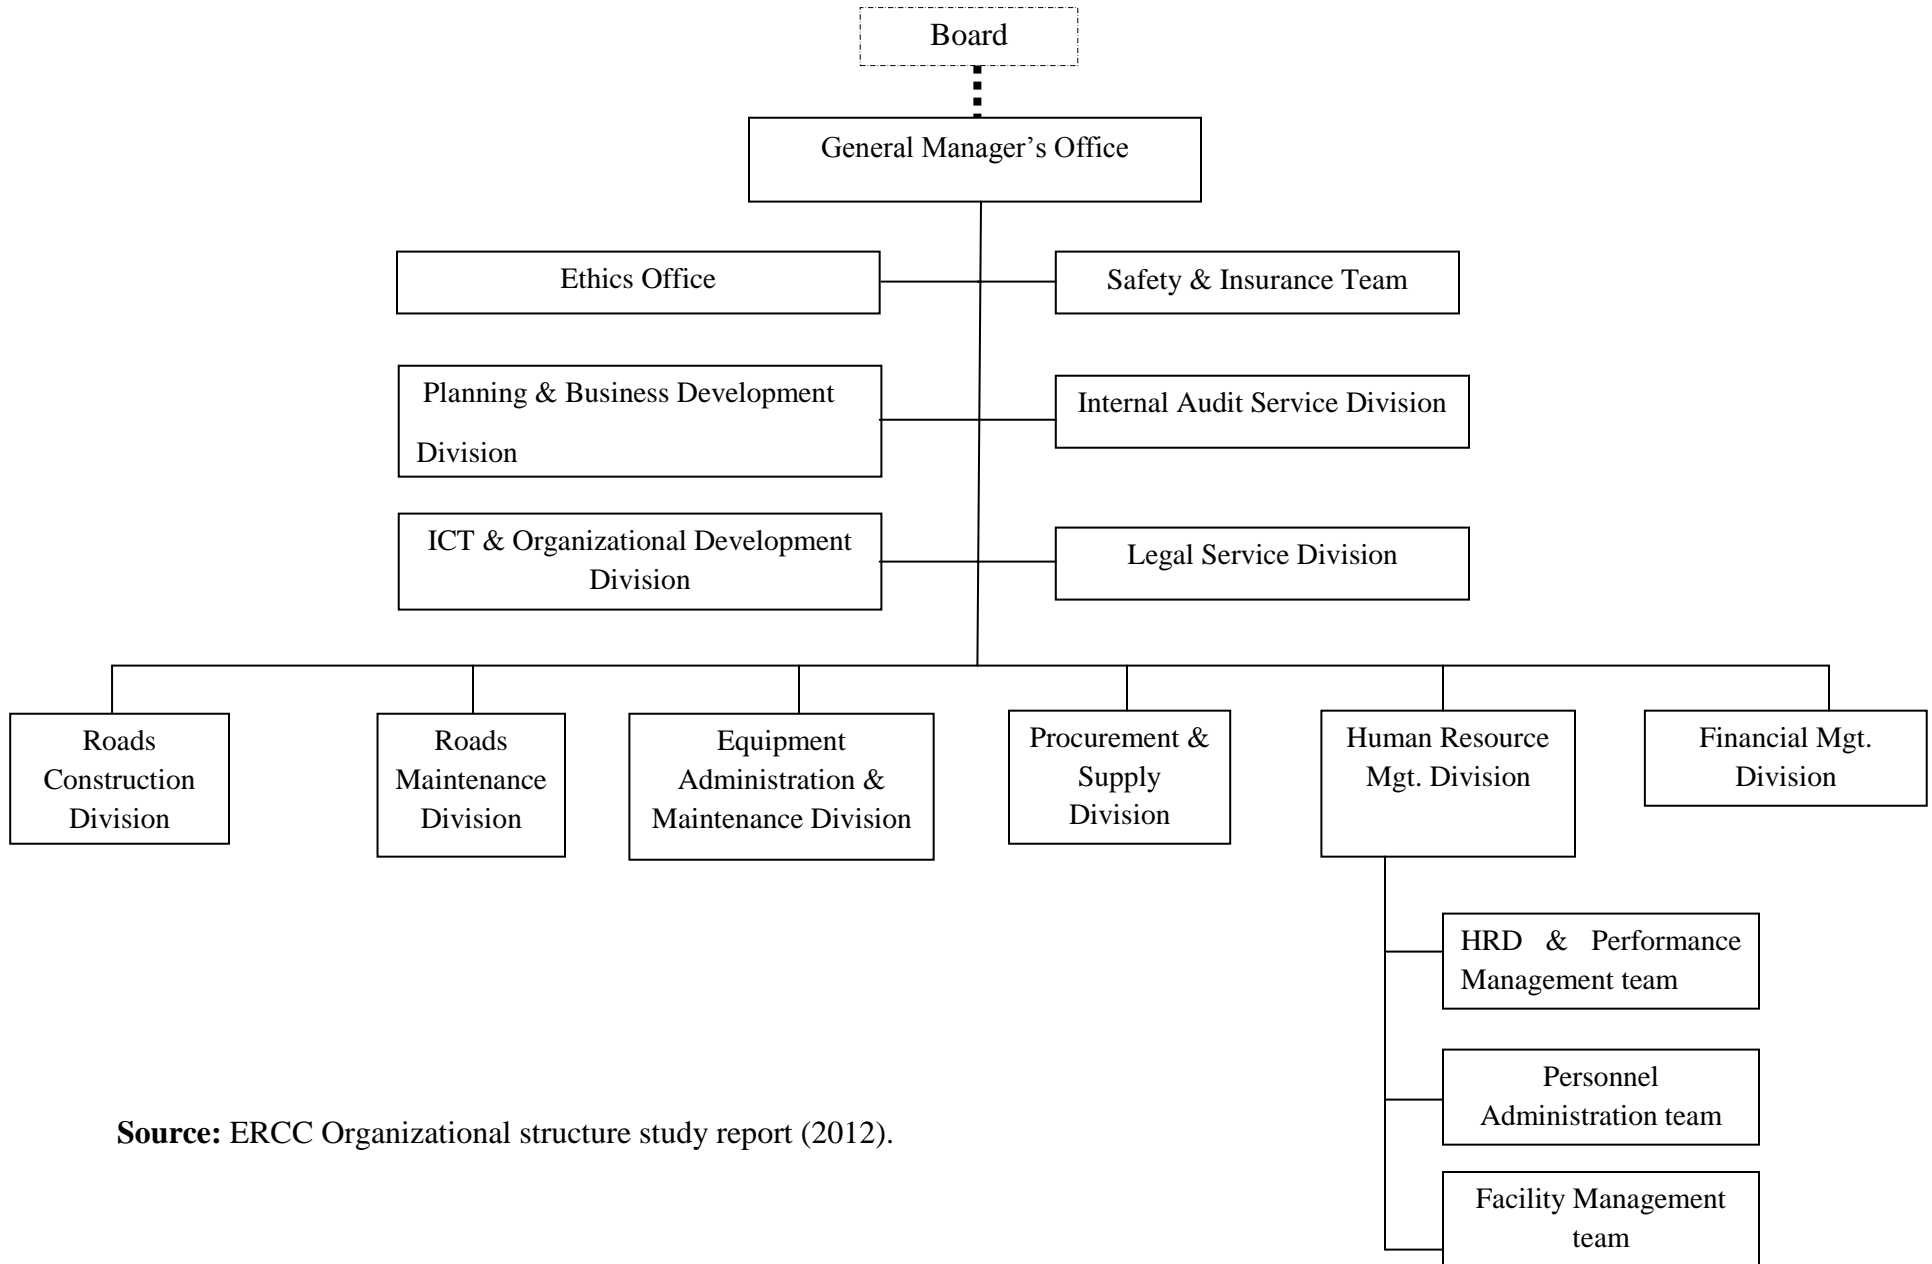 Board
General Manager’s Office
Ethics Office
Safety & Insurance Team
Planning & Business Development
Division
Internal Audit Service Division
ICT & Organizational Development
Division
Legal Service Division
Roads
Construction
Division
Roads
Maintenance
Division
Equipment
Administration &
Maintenance Division
Procurement &
Supply
Division
Human Resource
Mgt. Division
Financial Mgt.
Division
HRD & Performance
Management team
Personnel
Administration team
Facility Management
team
Source: ERCC Organizational structure study report (2012).